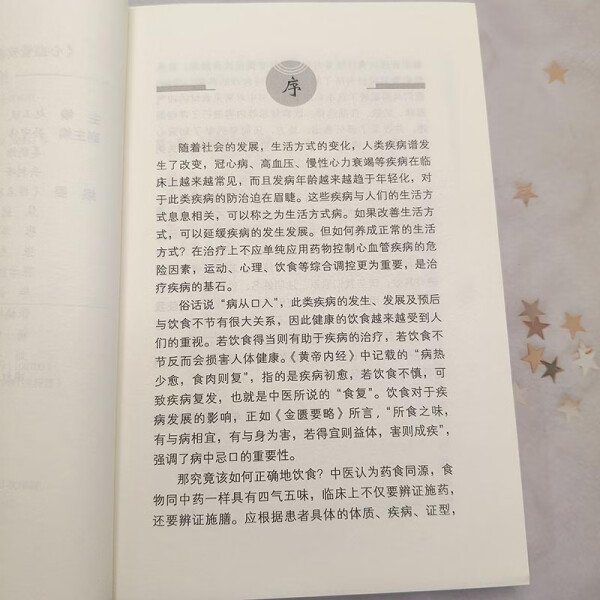 序
随着社会的发展，生活方式的变化，人类疾病谱发
生了改变，冠心病、高血压、慢性心力衰竭等疾病在临
床上越来越常见，而且发病年龄越来越趋于年轻化，对
于此类疾病的防治迫在眉睫。这些疾病与人们的生活方
式息息相关，可以称之为生活方式病。如果改善生活方
式，可以延缓疾病的发生发展。但如何养成正常的生活
方式？在治疗上不应单纯应用药物控制心血管疾病的危
险因素，运动、心理、饮食等综合调控更为重要，是治
疗疾病的基石。
俗话说“病从口入”，此类疾病的发生、发展及预后
与饮食不节有很大关系，因此健康的饮食越来越受到人
们的重视。若饮食得当则有助于疾病的治疗，若饮食不
节反而会损害人体健康。《黄帝内经》中记载的“病热
少愈，食肉则复”，指的是疾病初愈，若饮食不慎，可
致疾病复发，也就是中医所说的“食复”。饮食对于疾
病发展的影响，正如《金匮要略》所言，“所食之味，
有与病相宜，有与身为害，若得宜则益体，害则成疾”，
强调了病中忌口的重要性。
那究竟该如何正确地饮食？中医认为药食同源，食
物同中药一样具有四气五味，临床上不仅要辨证施药，
还要辨证施膳。应根据患者具体的体质、疾病、证型，